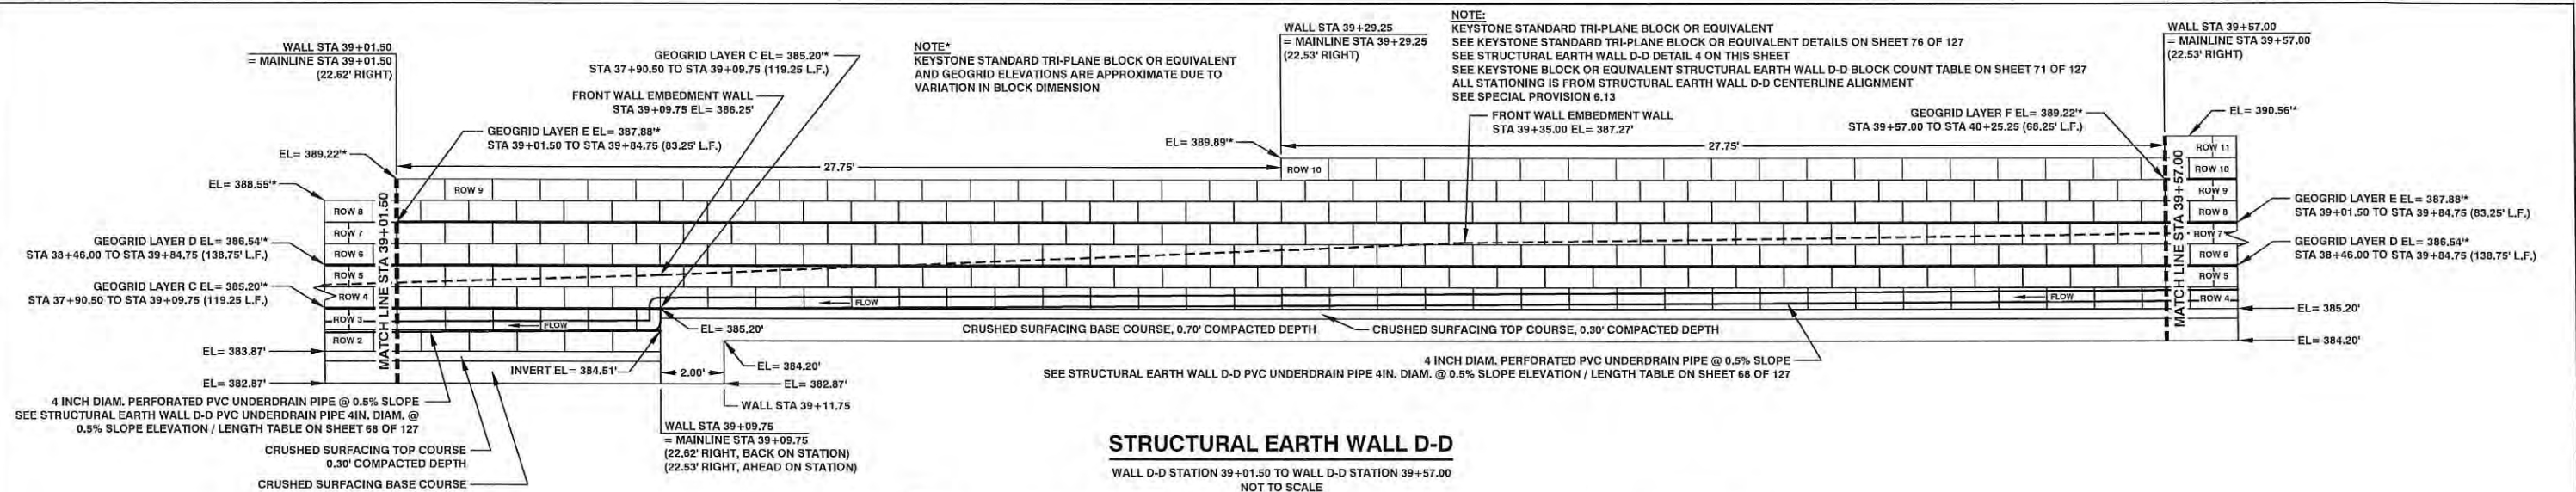 WALL STA 39+01.50
= MAINLINE STA 39+01.50
(22.62' RIGHT)
GEOGRID LAYER C EL= 385.20'*
STA 37+90.50 TO STA 39+09.75 (119.25 L.F.)
FRONT WALL EMBEDMENT WALL
STA 39+09.75 EL= 386.25'
GEOGRID LAYER E EL= 387.88'*
STA 39+01.50 TO STA 39+84.75 (83.25' L.F.)
NOTE*
KEYSTONE STANDARD TRI-PLANE BLOCK OR EQUIVALENT
AND GEOGRID ELEVATIONS ARE APPROXIMATE DUE TO
VARIATION IN BLOCK DIMENSION
WALL STA 39+29.25
= MAINLINE STA 39+29.25
(22.53' RIGHT)
NOTE:
KEYSTONE STANDARD TRI-PLANE BLOCK OR EQUIVALENT
SEE KEYSTONE STANDARD TRI-PLANE BLOCK OR EQUIVALENT DETAILS ON SHEET 76 OF 127
SEE STRUCTURAL EARTH WALL D-D DETAIL 4 ON THIS SHEET
SEE KEYSTONE BLOCK OR EQUIVALENT STRUCTURAL EARTH WALL D-D BLOCK COUNT TABLE ON SHEET 71 OF 127
ALL STATIONING IS FROM STRUCTURAL EARTH WALL D-D CENTERLINE ALIGNMENT
SEE SPECIAL PROVISION 6.13
FRONT WALL EMBEDMENT WALL
STA 39+35.00 EL= 387.27'
GEOGRID LAYER F EL= 389.22'*
STA 39+57.00 TO 40+25.25 (68.25' L.F.)
WALL STA 39+57.00
= MAINLINE STA 39+57.00
(22.53' RIGHT)
EL= 390.56'*
EL= 389.22'*
27.75'
EL= 389.89'*
27.75'
EL= 388.55'*
ROW 9
ROW 10
ROW 11
ROW 10
ROW 9
ROW 8
ROW 7
ROW 6
ROW 5
ROW 4
ROW 8
ROW 7
ROW 6
ROW 5
ROW 4
ROW 3
ROW 2
MATCH LINE STA 39+01.50
MATCH LINE STA 39+57.00
GEOGRID LAYER E EL= 387.88'*
STA 39+01.50 TO STA 39+84.75 (83.25' L.F.)
GEOGRID LAYER D EL= 386.54'*
STA 38+46.00 TO STA 39+84.75 (138.75' L.F.)
GEOGRID LAYER D EL= 386.54'*
STA 38+46.00 TO STA 39+84.75 (138.75' L.F.)
GEOGRID LAYER C EL= 385.20'*
STA 37+90.50 TO STA 39+09.75 (119.25 L.F.)
FLOW
FLOW
FLOW
EL= 385.20'
EL= 385.20'
CRUSHED SURFACING BASE COURSE, 0.70' COMPACTED DEPTH
CRUSHED SURFACING TOP COURSE, 0.30' COMPACTED DEPTH
EL= 384.20'
EL= 383.87'
EL= 382.87'
INVERT EL= 384.51'
2.00'
EL= 384.20'
EL= 382.87'
WALL STA 39+11.75
4 INCH DIAM. PERFORATED PVC UNDERDRAIN PIPE @ 0.5% SLOPE
SEE STRUCTURAL EARTH WALL D-D PVC UNDERDRAIN PIPE 4IN. DIAM. @ 0.5% SLOPE ELEVATION / LENGTH TABLE ON SHEET 68 OF 127
4 INCH DIAM. PERFORATED PVC UNDERDRAIN PIPE @ 0.5% SLOPE
SEE STRUCTURAL EARTH WALL D-D PVC UNDERDRAIN PIPE 4IN. DIAM. @
0.5% SLOPE ELEVATION / LENGTH TABLE ON SHEET 68 OF 127
CRUSHED SURFACING TOP COURSE
0.30' COMPACTED DEPTH
CRUSHED SURFACING BASE COURSE
WALL STA 39+09.75
= MAINLINE STA 39+09.75
(22.62' RIGHT, BACK ON STATION)
(22.53' RIGHT, AHEAD ON STATION)
STRUCTURAL EARTH WALL D-D
WALL D-D STATION 39+01.50 TO WALL D-D STATION 39+57.00
NOT TO SCALE